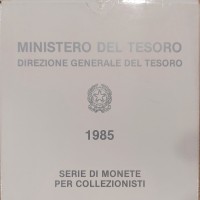 MINISTERO DEL TESORO
DIREZIONE GENERALE DEL TESORO
1985
SERIE DI MONETE
PER COLLEZIONISTI